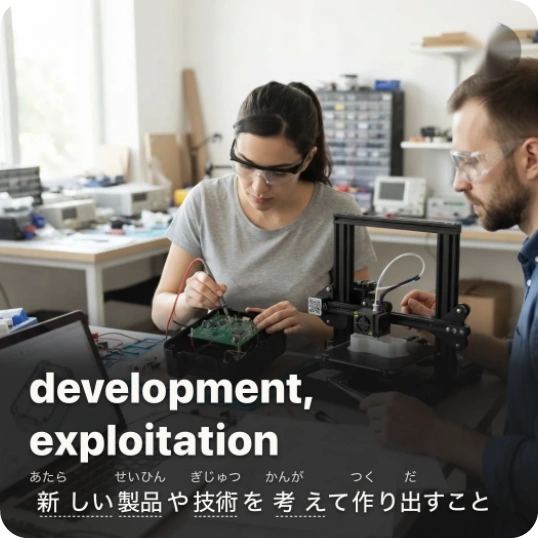 development,
exploitation
あたら せいひん ぎじゅつ かんが つく だ
新しい製品や技術を考えて作り出すこと